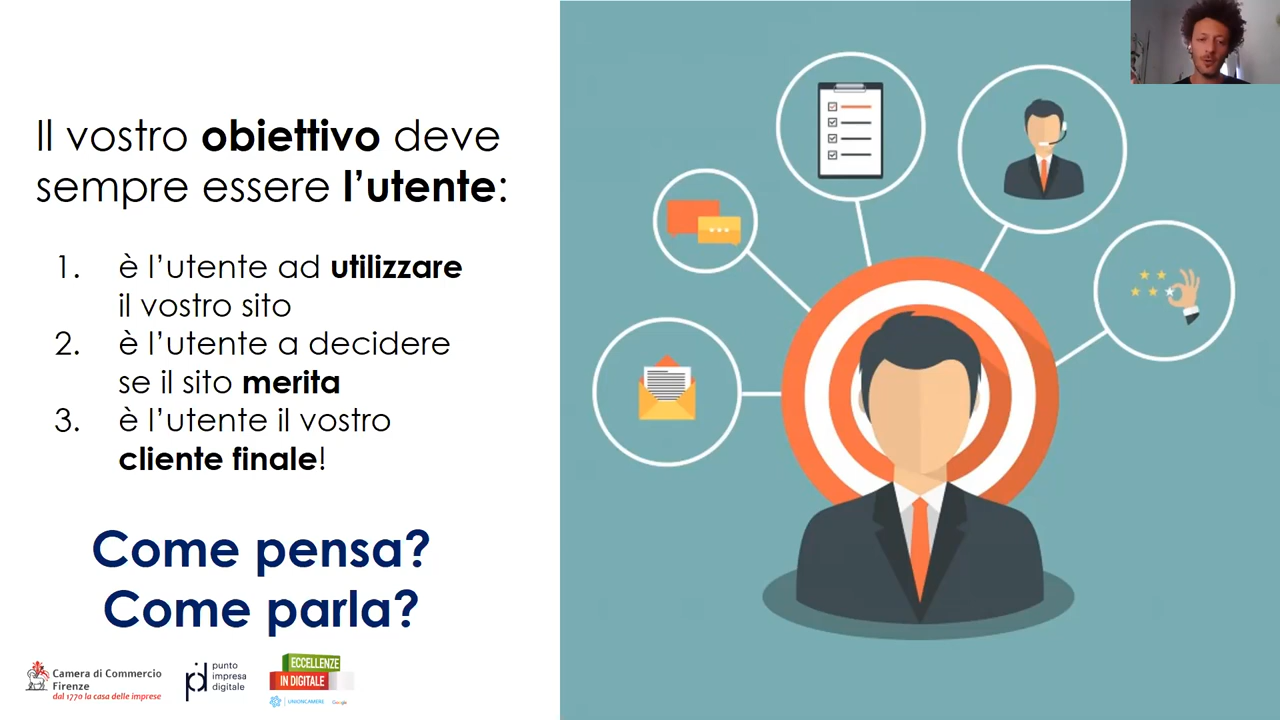 Il vostro obiettivo deve
sempre essere l’utente:
1. è l’utente ad utilizzare
il vostro sito
2. è l’utente a decidere
se il sito merita
3. è l’utente il vostro
cliente finale!
Come pensa?
Come parla?
Camera di Commercio
Firenze
dal 1770 la casa delle imprese
pid
punto
impresa
digitale
ECCELLENZE
IN DIGITALE
UNIONCAMERE Google